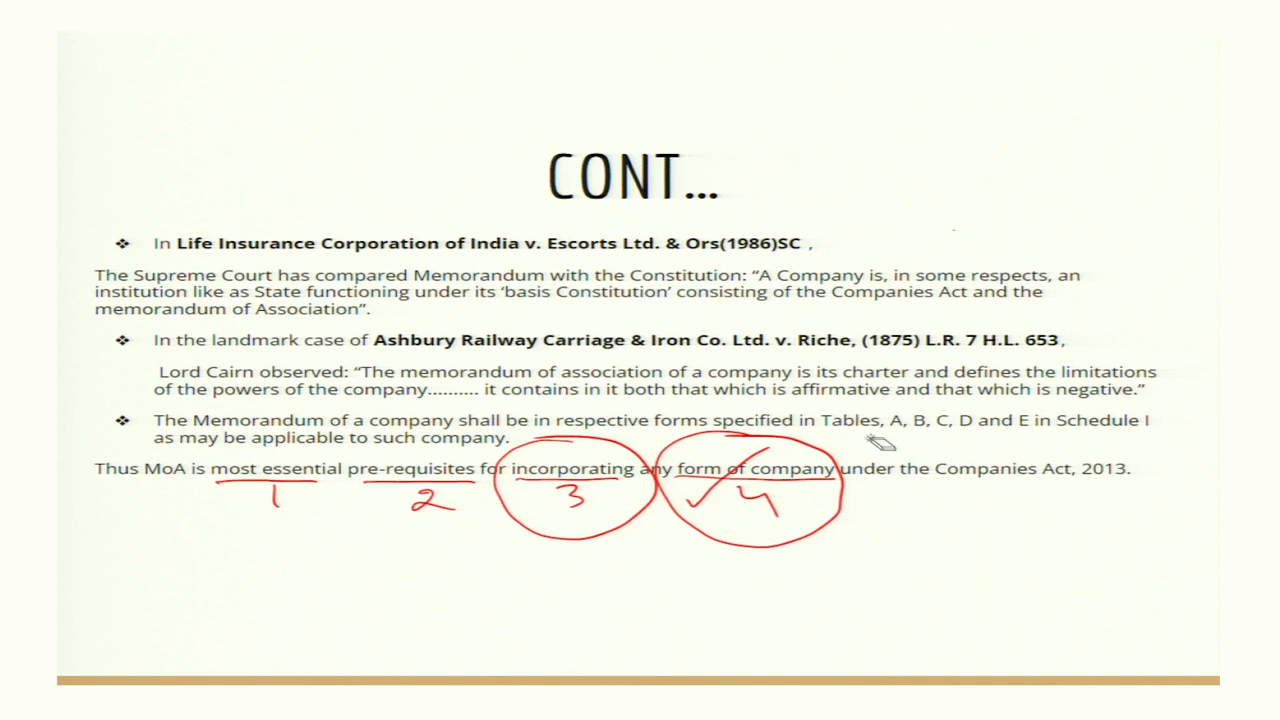 CONT...
❖ In Life Insurance Corporation of India v. Escorts Ltd. & Ors(1986)SC ,
The Supreme Court has compared Memorandum with the Constitution: “A Company is, in some respects, an
institution like as State functioning under its ‘basis Constitution’ consisting of the Companies Act and the
memorandum of Association”.
❖ In the landmark case of Ashbury Railway Carriage & Iron Co. Ltd. v. Riche, (1875) L.R. 7 H.L. 653,
Lord Cairn observed: “The memorandum of association of a company is its charter and defines the limitations
of the powers of the company.......... it contains in it both that which is affirmative and that which is negative.”
❖ The Memorandum of a company shall be in respective forms specified in Tables, A, B, C, D and E in Schedule I
as may be applicable to such company.
Thus MoA is most essential pre-requisites for incorporating any form of company under the Companies Act, 2013.
1 2 3 4